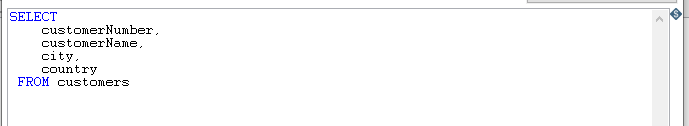 SELECT
customerNumber,
customerName,
city,
country
FROM customers